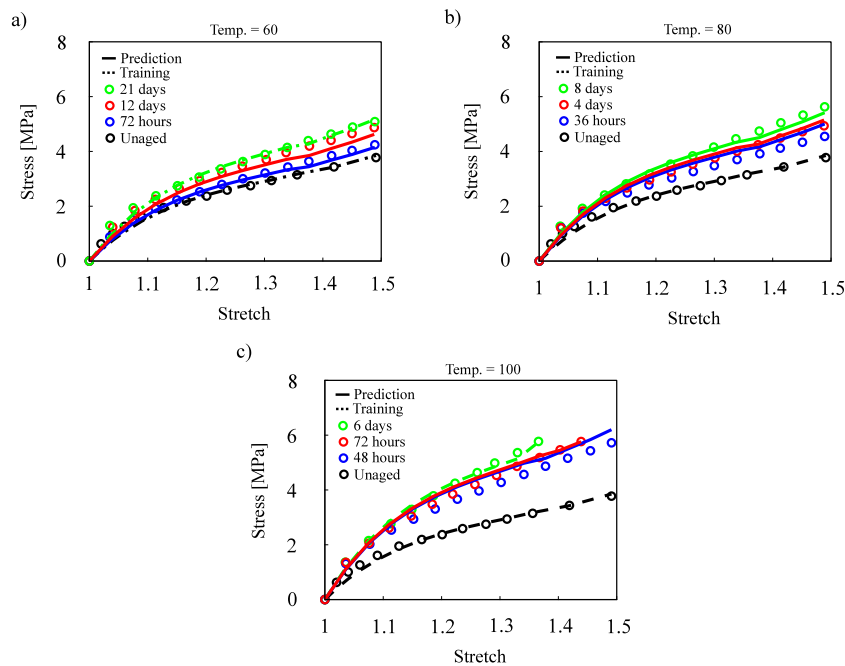 a)
Temp. = 60
8
6
4
2
0
Stress [MPa]
Prediction
Training
21 days
12 days
72 hours
Unaged
1
1.1
1.2
1.3
1.4
1.5
Stretch
b)
Temp. = 80
8
6
4
2
0
Stress [MPa]
Prediction
Training
8 days
4 days
36 hours
Unaged
1
1.1
1.2
1.3
1.4
1.5
Stretch
c)
Temp. = 100
8
6
4
2
0
Stress [MPa]
Prediction
Training
6 days
72 hours
48 hours
Unaged
1
1.1
1.2
1.3
1.4
1.5
Stretch